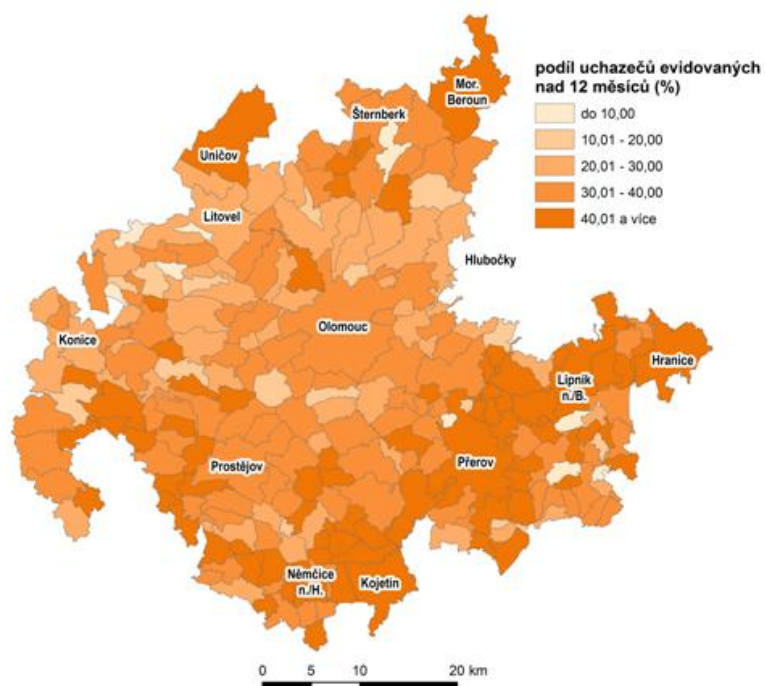 podíl uchazečů evidovaných
nad 12 měsíců (%)
do 10,00
10,01 - 20,00
20,01 - 30,00
30,01 - 40,00
40,01 a více
Mor.
Beroun
Šternberk
Uničov
Litovel
Hlubočky
Olomouc
Konice
Hranice
Lipník
n./B.
Prostějov
Přerov
Němčice
n./H.
Kojetín
0 5 10 20 km